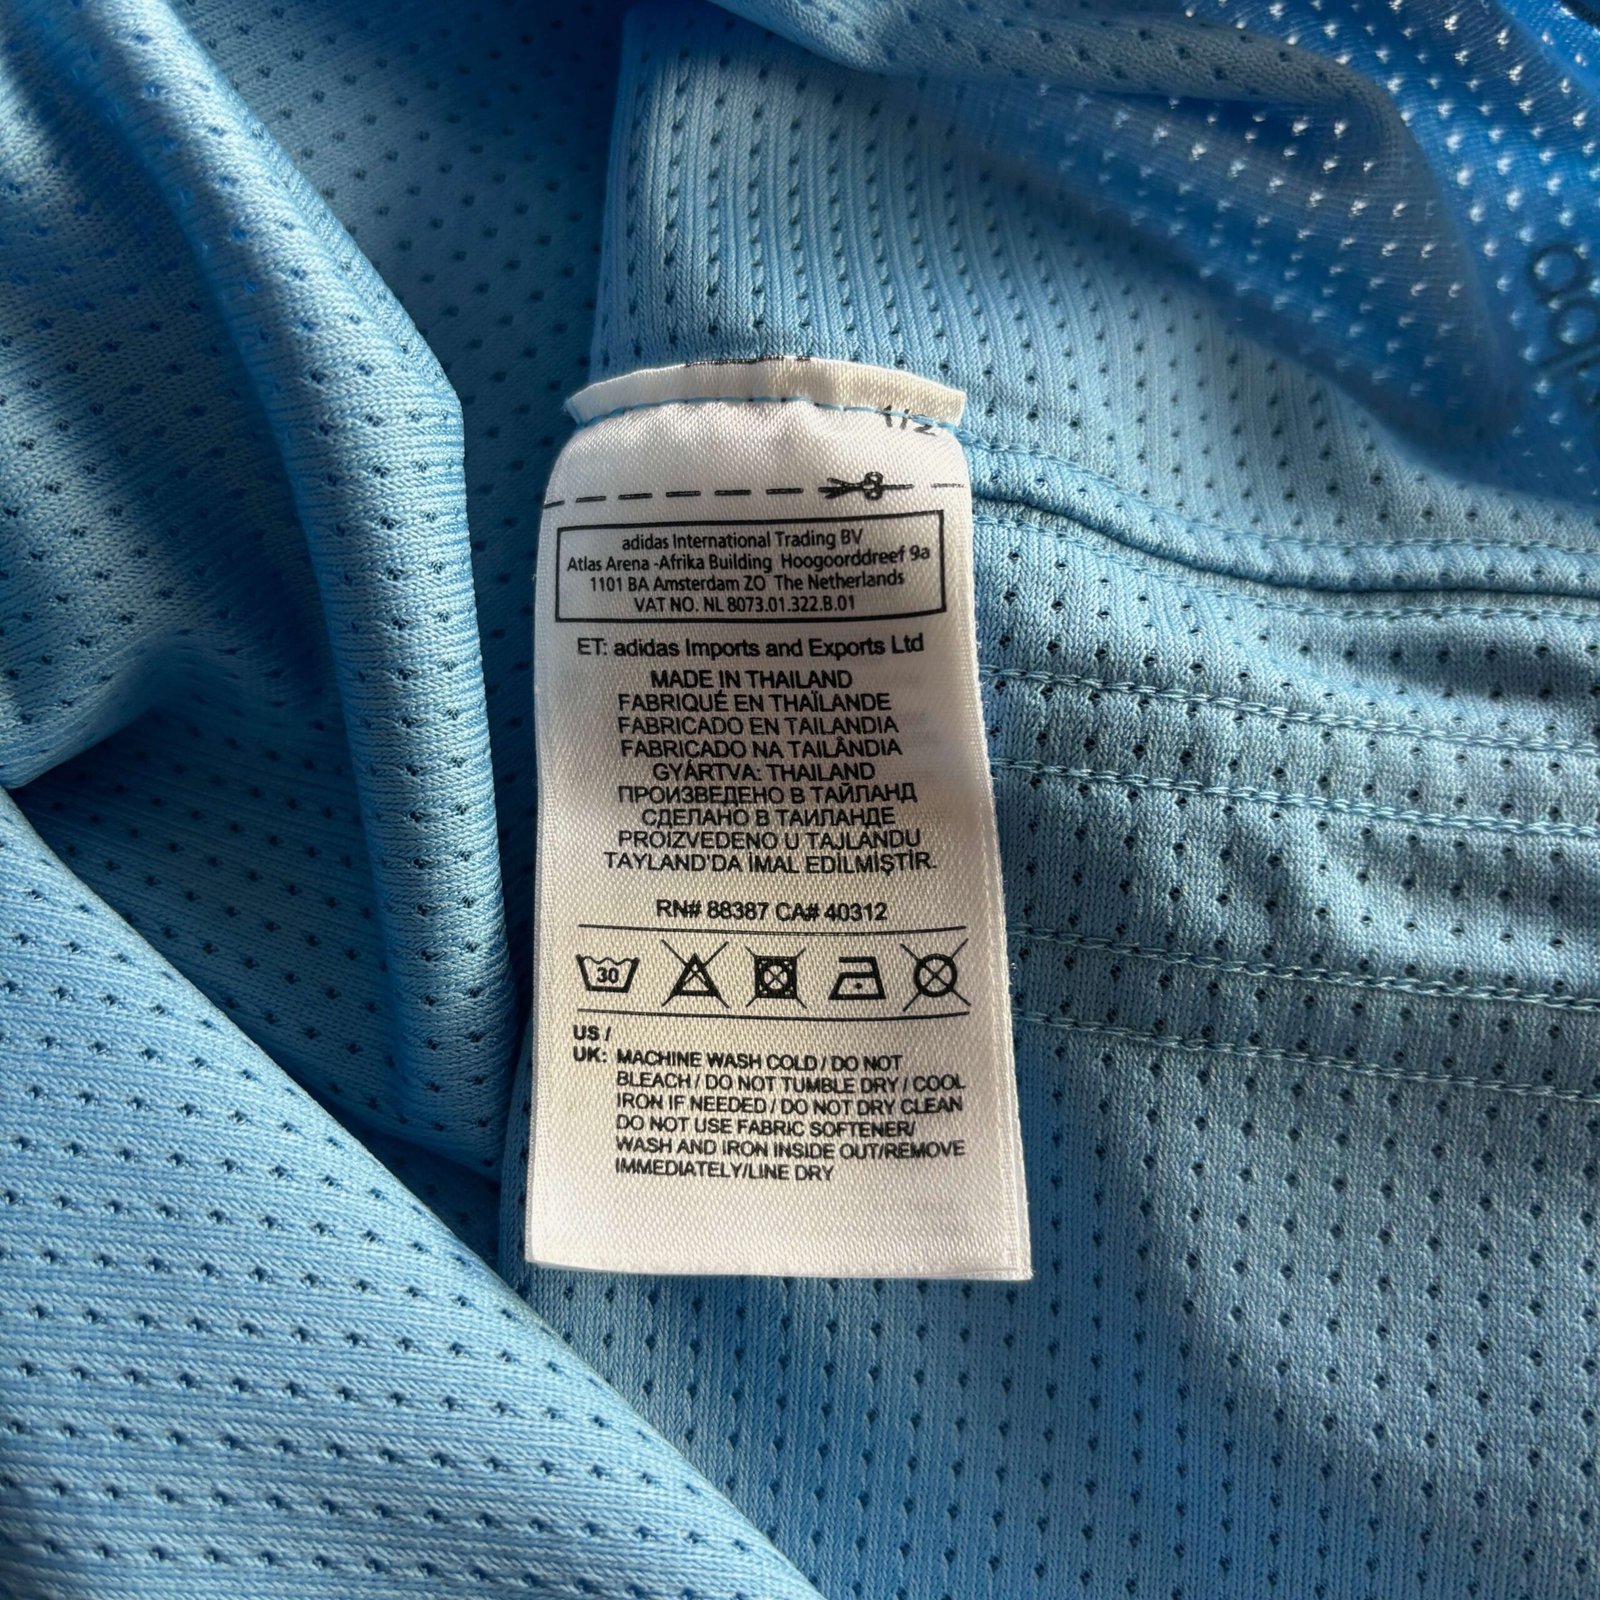 1/2
adidas International Trading BV
Atlas Arena -Afrika Building Hoogoorddreef 9a
1101 BA Amsterdam ZO The Netherlands
VAT NO. NL 8073.01.322.B.01
ET: adidas Imports and Exports Ltd
MADE IN THAILAND
FABRIQUÉ EN THAÏLANDE
FABRICADO EN TAILANDIA
FABRICADO NA TAILÂNDIA
GYÁRTVA: THAILAND
ПРОИЗВЕДЕНО В ТАЙЛАНД
СДЕЛАНО В ТАИЛАНДЕ
PROIZVEDENO U TAJLANDU
TAYLAND'DA İMAL EDİLMİŞTİR.
RN# 88387 CA# 40312
30
US /
UK: MACHINE WASH COLD / DO NOT
BLEACH / DO NOT TUMBLE DRY / COOL
IRON IF NEEDED / DO NOT DRY CLEAN
DO NOT USE FABRIC SOFTENER/
WASH AND IRON INSIDE OUT/REMOVE
IMMEDIATELY/LINE DRY